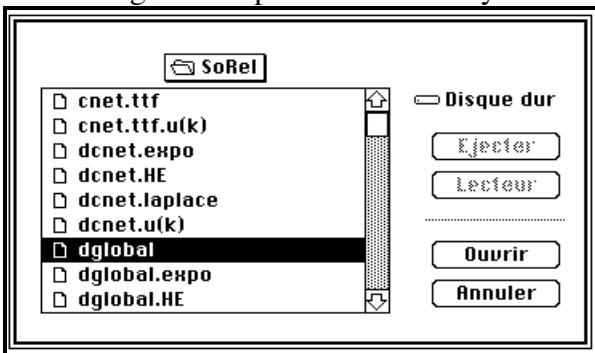 SoRel
cnet.ttf
cnet.ttf.u(k)
dcnet.expo
dcnet.HE
dcnet.laplace
dcnet.u(k)
dglobal
dglobal.expo
dglobal.HE
Disque dur
Ejecter
Lecteur
Ouvrir
Annuler